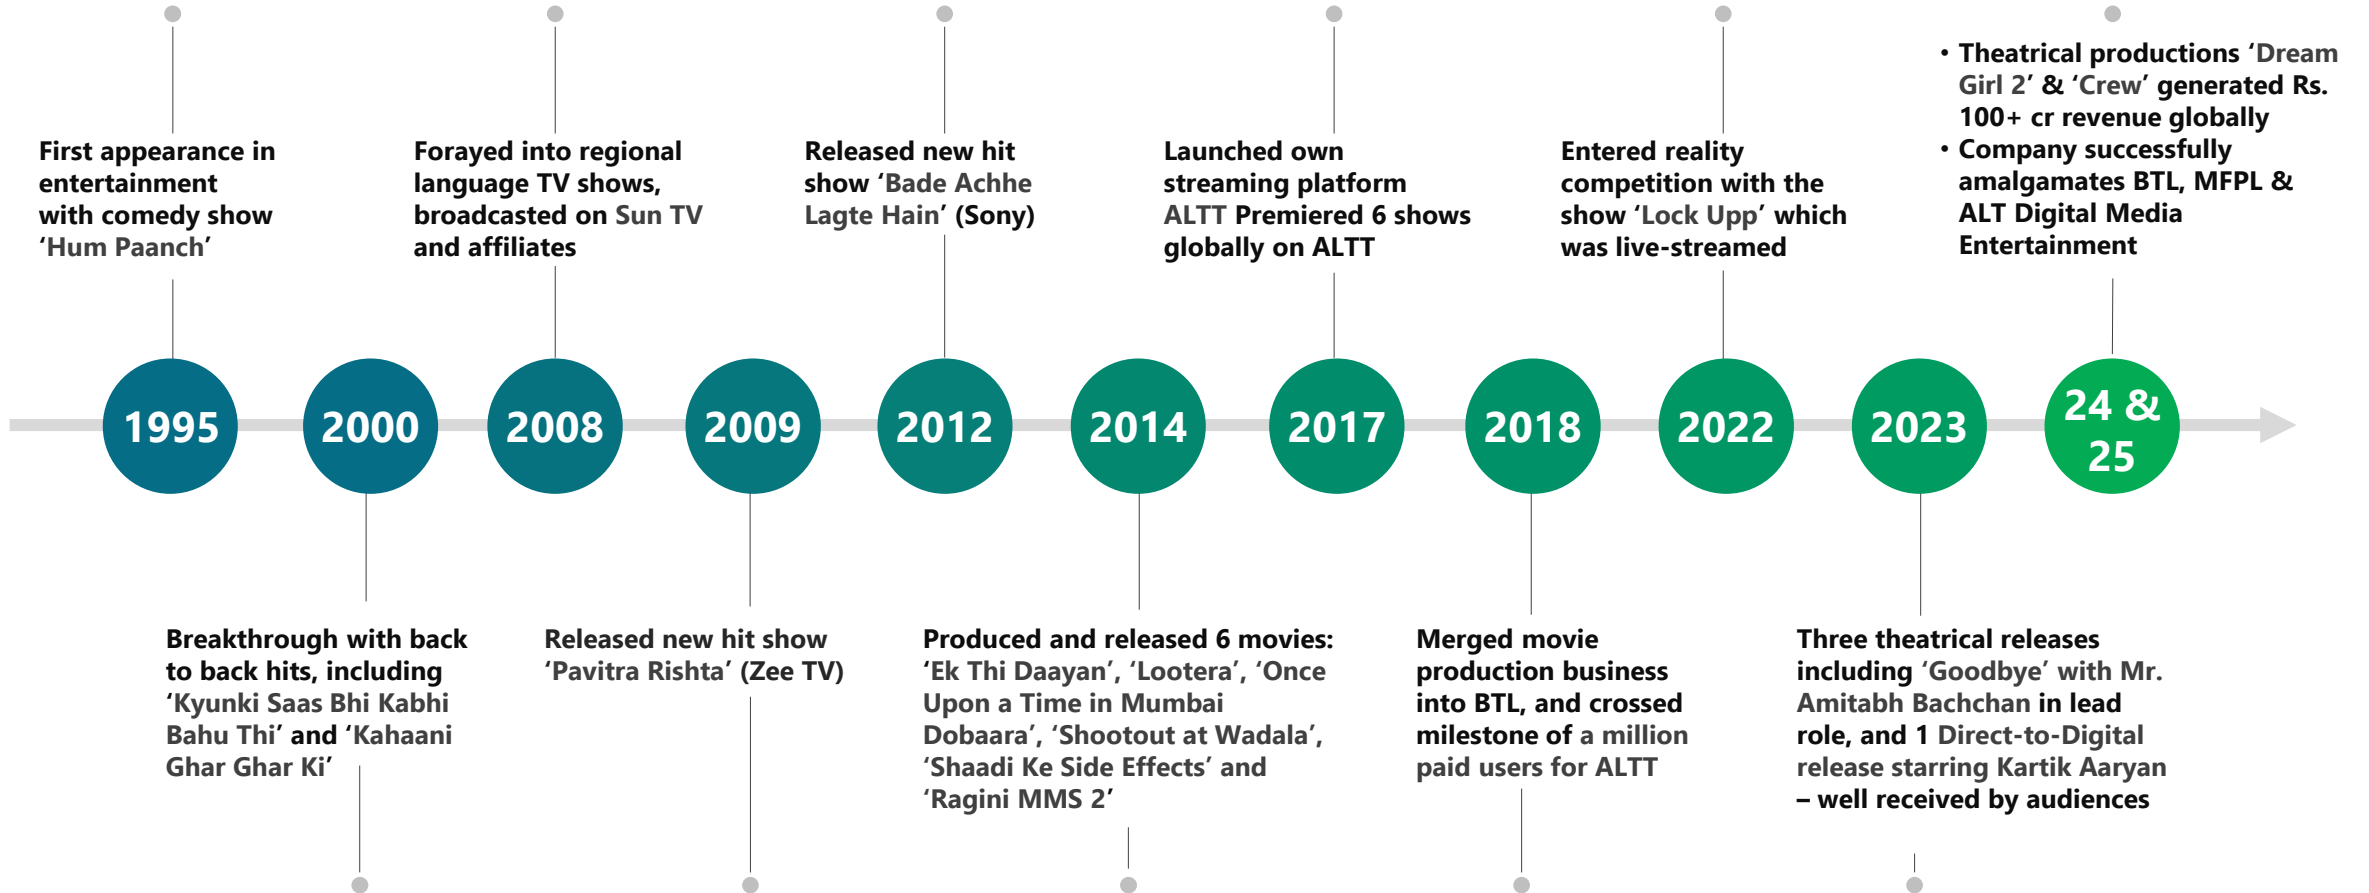 First appearance in
entertainment
with comedy show
‘Hum Paanch’
Forayed into regional
language TV shows,
broadcasted on Sun TV
and affiliates
Released new hit
show ‘Bade Achhe
Lagte Hain’ (Sony)
Launched own
streaming platform
ALTT Premiered 6 shows
globally on ALTT
Entered reality
competition with the
show ‘Lock Upp’ which
was live-streamed
• Theatrical productions ‘Dream
Girl 2’ & ‘Crew’ generated Rs.
100+ cr revenue globally
• Company successfully
amalgamates BTL, MFPL &
ALT Digital Media
Entertainment
1995
2000
2008
2009
2012
2014
2017
2018
2022
2023
24 &
25
Breakthrough with back
to back hits, including
‘Kyunki Saas Bhi Kabhi
Bahu Thi’ and ‘Kahaani
Ghar Ghar Ki’
Released new hit show
‘Pavitra Rishta’ (Zee TV)
Produced and released 6 movies:
‘Ek Thi Daayan’, ‘Lootera’, ‘Once
Upon a Time in Mumbai
Dobaara’, ‘Shootout at Wadala’,
‘Shaadi Ke Side Effects’ and
‘Ragini MMS 2’
Merged movie
production business
into BTL, and crossed
milestone of a million
paid users for ALTT
Three theatrical releases
including ‘Goodbye’ with Mr.
Amitabh Bachchan in lead
role, and 1 Direct-to-Digital
release starring Kartik Aaryan
– well received by audiences